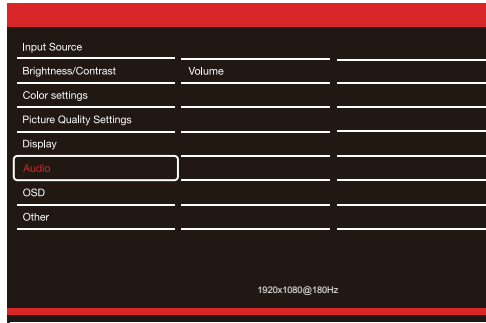 Input Source
Brightness/Contrast Volume
Color settings
Picture Quality Settings
Display
Audio
OSD
Other
1920x1080@180Hz